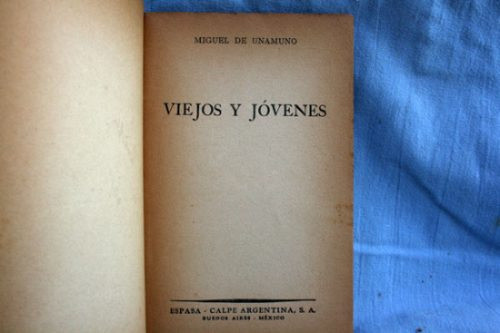 MIGUEL DE UNAMUNO
VIEJOS Y JÓVENES
ESPASA - CALPE ARGENTINA, S. A.
BUENOS AIRES - MÉXICO